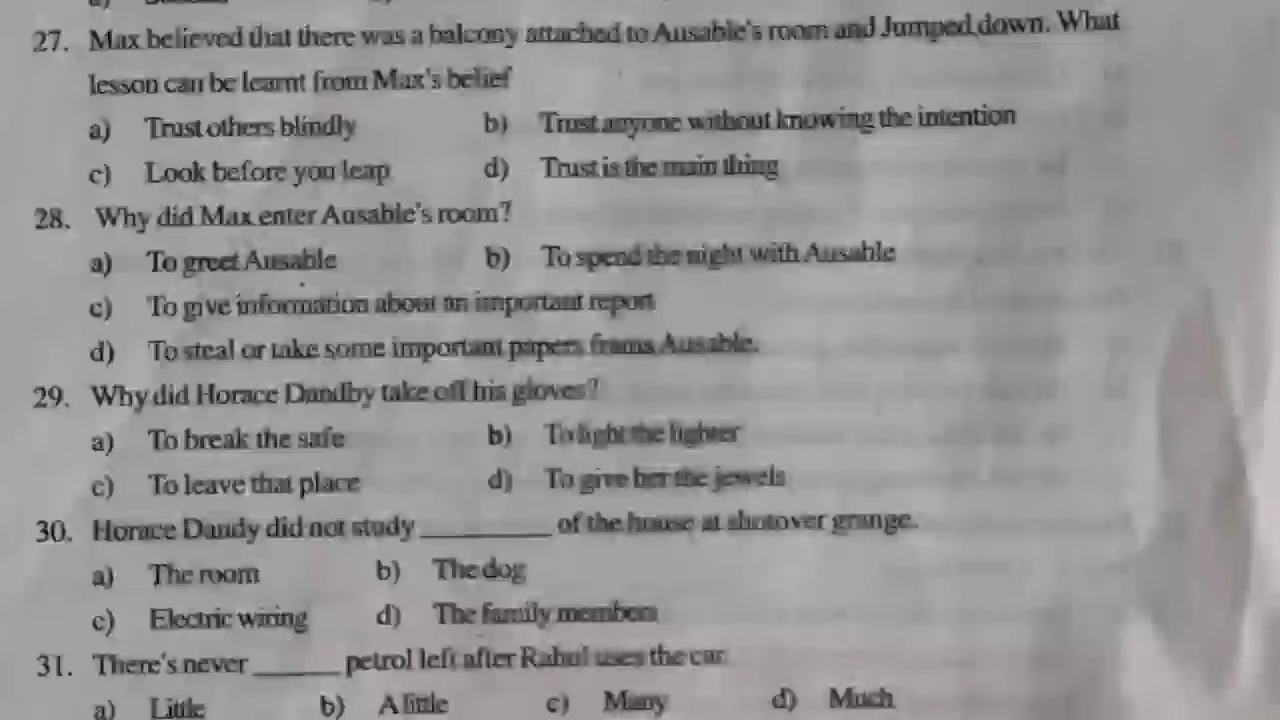 27. Max believed that there was a balcony attached to Ausable's room and Jumped down. What
lesson can be learnt from Max's belief
a) Trust others blindly b) Trust anyone without knowing the intention
c) Look before you leap d) Trust is the main thing
28. Why did Max enter Ausable's room?
a) To greet Ausable b) To spend the night with Ausable
c) To give information about an important report
d) To steal or take some important papers Ausable.
29. Why did Horace Dandby take off his gloves?
a) To break the safe b) To light the lighter
c) To leave that place d) To give her the jewels
30. Horace Dandy did not study ________ of the house at shotover grange.
a) The room b) The dog
c) Electric wiring d) The family members
31. There's never ______ petrol left after Rahul uses the car
a) Little b) A little c) Many d) Much